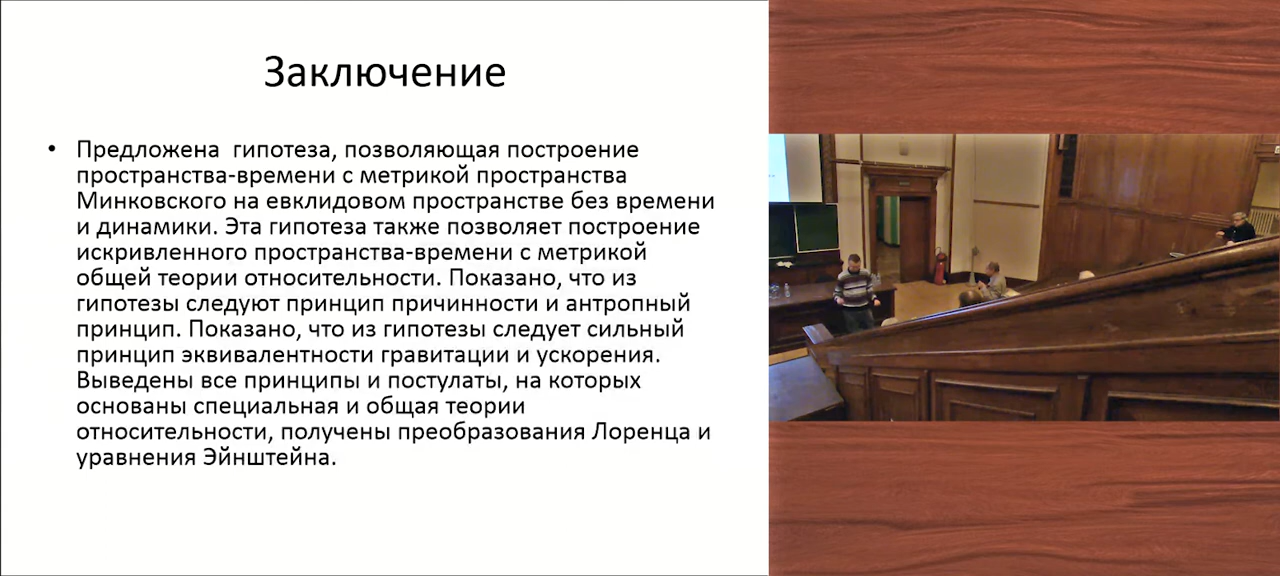 Заключение
• Предложена  гипотеза, позволяющая построение
пространства-времени с метрикой пространства
Минковского на евклидовом пространстве без времени
и динамики. Эта гипотеза также позволяет построение
искривленного пространства-времени с метрикой
общей теории относительности. Показано, что из
гипотезы следуют принцип причинности и антропный
принцип. Показано, что из гипотезы следует сильный
принцип эквивалентности гравитации и ускорения.
Выведены все принципы и постулаты, на которых
основаны специальная и общая теории
относительности, получены преобразования Лоренца и
уравнения Эйнштейна.